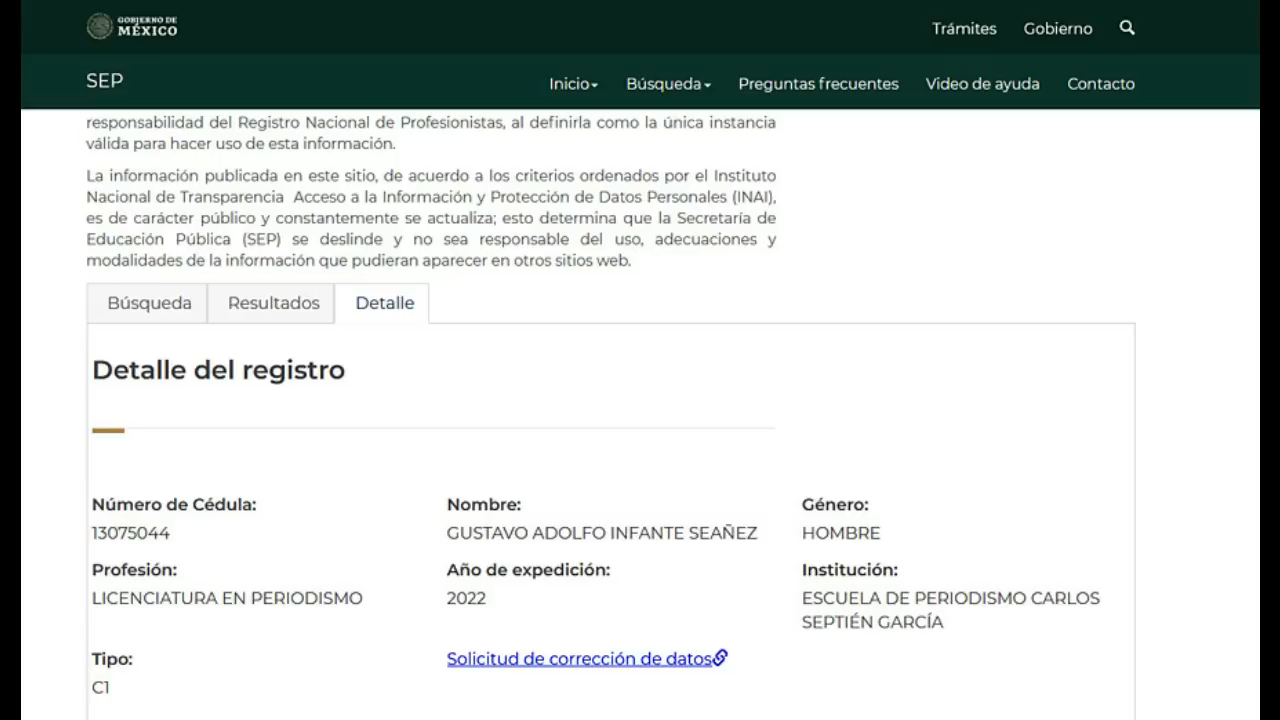 GOBIERNO DE
MÉXICO
Trámites Gobierno
SEP
Inicio Búsqueda Preguntas frecuentes Video de ayuda Contacto
responsabilidad del Registro Nacional de Profesionistas, al definirla como la única instancia
válida para hacer uso de esta información.
La información publicada en este sitio, de acuerdo a los criterios ordenados por el Instituto
Nacional de Transparencia Acceso a la Información y Protección de Datos Personales (INAI),
es de carácter público y constantemente se actualiza; esto determina que la Secretaría de
Educación Pública (SEP) se deslinde y no sea responsable del uso, adecuaciones y
modalidades de la información que pudieran aparecer en otros sitios web.
Búsqueda Resultados Detalle
Detalle del registro
Número de Cédula: Nombre: Género:
13075044 GUSTAVO ADOLFO INFANTE SEAÑEZ HOMBRE
Profesión: Año de expedición: Institución:
LICENCIATURA EN PERIODISMO 2022 ESCUELA DE PERIODISMO CARLOS
SEPTIÉN GARCÍA
Tipo: Solicitud de corrección de datos
C1